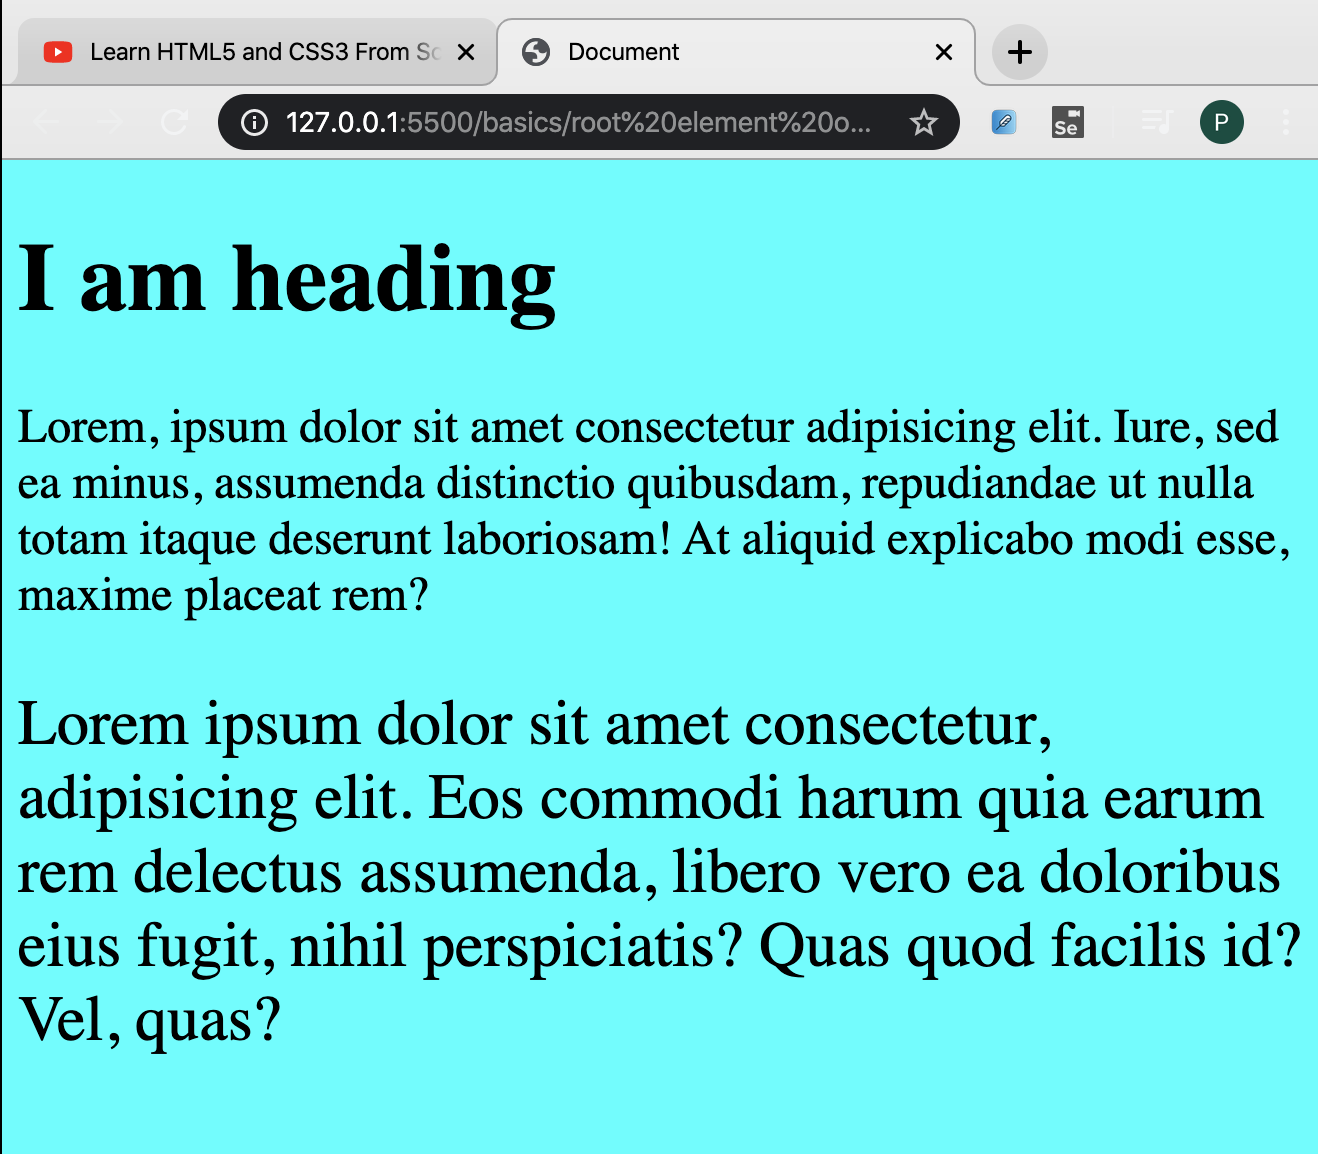 Learn HTML5 and CSS3 From Sc
Document
127.0.0.1:5500/basics/root%20element%20o...
Se
P
I am heading
Lorem, ipsum dolor sit amet consectetur adipisicing elit. Iure, sed
ea minus, assumenda distinctio quibusdam, repudiandae ut nulla
totam itaque deserunt laboriosam! At aliquid explicabo modi esse,
maxime placeat rem?
Lorem ipsum dolor sit amet consectetur,
adipisicing elit. Eos commodi harum quia earum
rem delectus assumenda, libero vero ea doloribus
eius fugit, nihil perspiciatis? Quas quod facilis id?
Vel, quas?